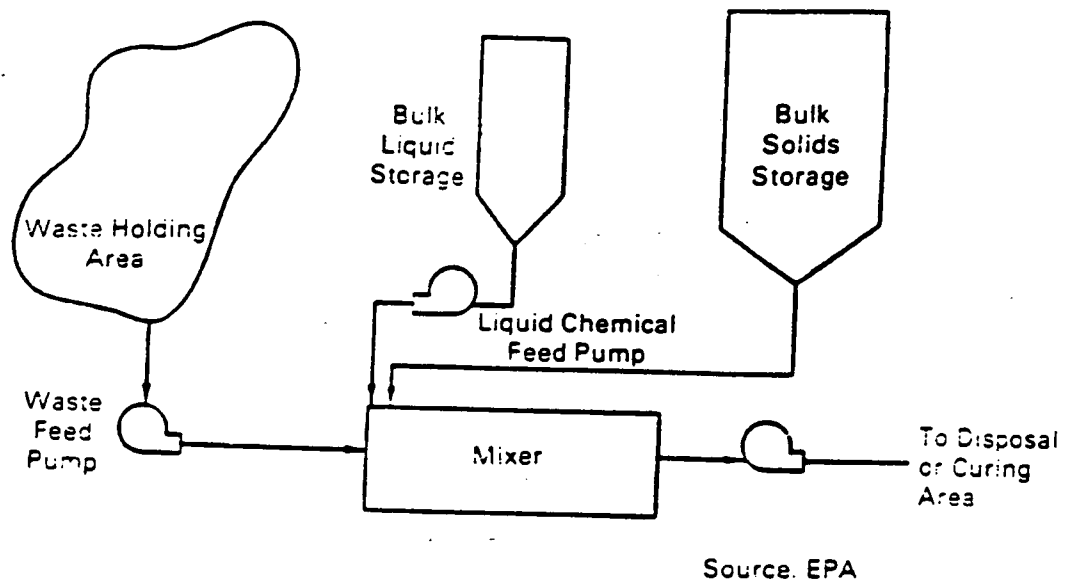 Bulk
Liquid
Storage
Bulk
Solids
Storage
Waste Holding
Area
Liquid Chemical
Feed Pump
Waste
Feed
Pump
Mixer
To Disposal
or Curing
Area
Source. EPA